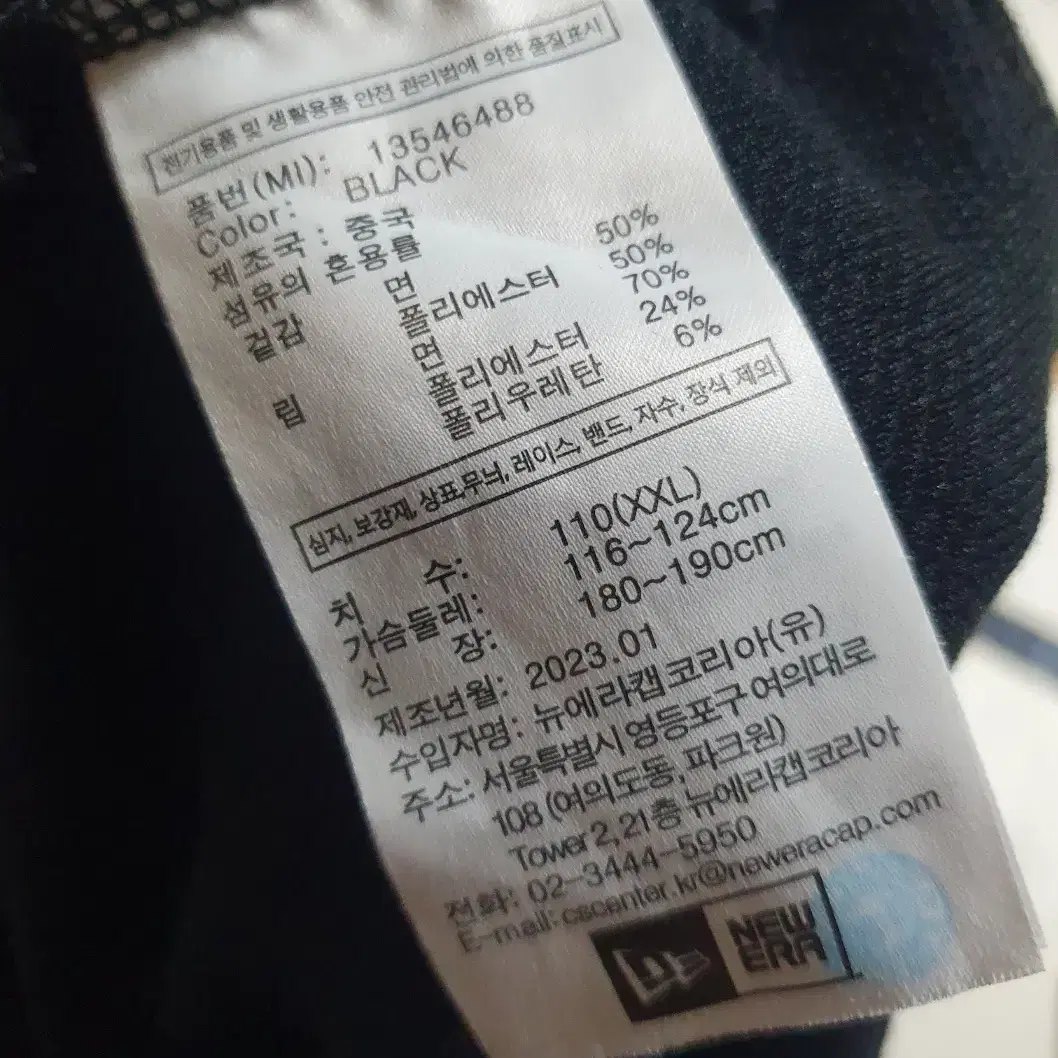 전기용품 및 생활용품 안전 관리법에 의한 품질표시
품번(MI): 13546488
Color: BLACK
제조국 : 중국
섬유의 혼용률
겉감 면 50%
폴리에스터 50%
립 면 70%
폴리에스터 24%
폴리우레탄 6%
심지, 보강재, 상표,무늬, 레이스, 밴드, 자수, 장식 제외
치 수: 110(XXL)
가슴둘레: 116~124cm
신 장: 180~190cm
제조년월: 2023.01
수입자명: 뉴에라캡코리아(유)
주소: 서울특별시 영등포구 여의대로
108 (여의도동, 파크원)
Tower 2, 21층 뉴에라캡코리아
전화: 02-3444-5950
E-mail: cscenter.kr@neweracap.com
NEW
ERA